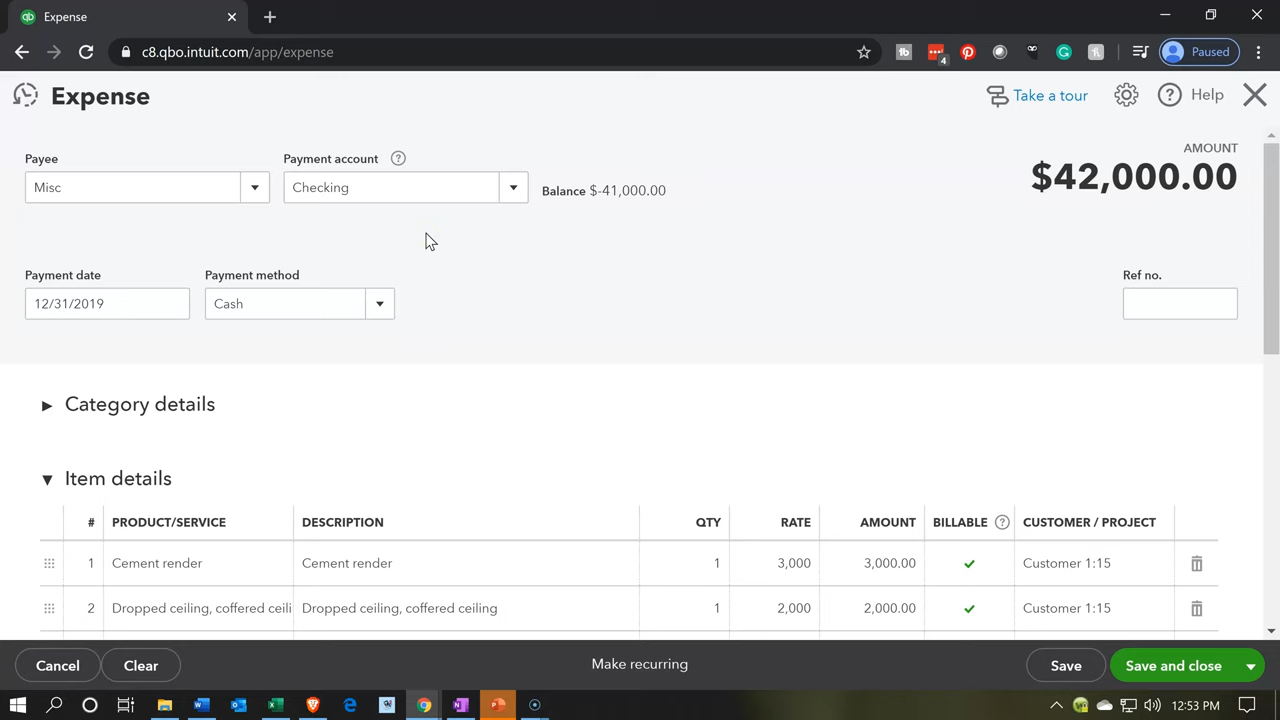 qb Expense
c8.qbo.intuit.com/app/expense
tb
4
Paused
Expense
Take a tour
? Help
Payee
Payment account ?
AMOUNT
$42,000.00
Misc
Checking
Balance $-41,000.00
Payment date
Payment method
Ref no.
12/31/2019
Cash
Category details
Item details
# PRODUCT/SERVICE DESCRIPTION QTY RATE AMOUNT BILLABLE ? CUSTOMER / PROJECT
1 Cement render Cement render 1 3,000 3,000.00 Customer 1:15
2 Dropped ceiling, coffered ceili Dropped ceiling, coffered ceiling 1 2,000 2,000.00 Customer 1:15
Cancel Clear Make recurring Save Save and close
12:53 PM